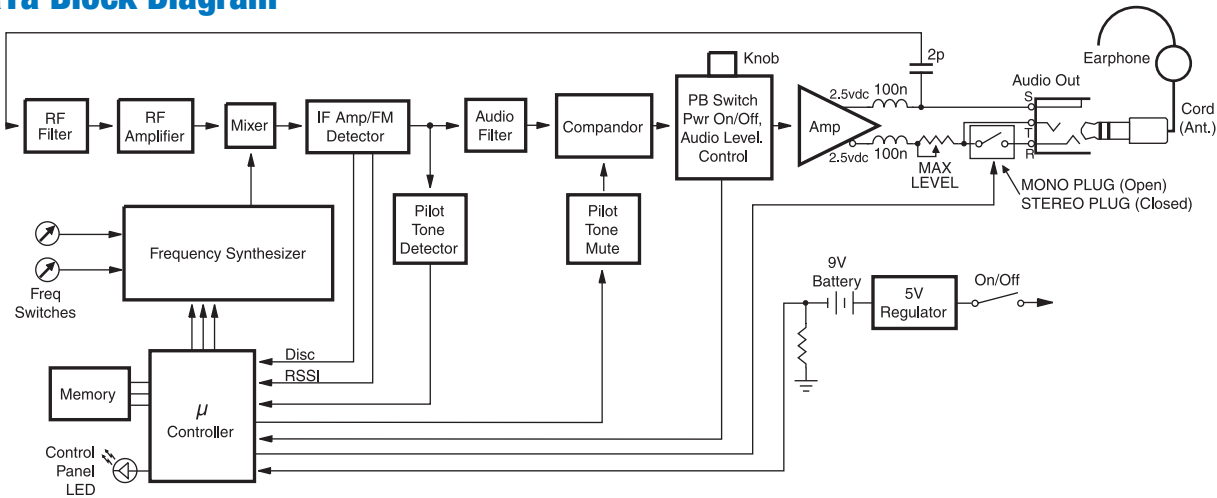 Block Diagram
2p
Knob
Earphone
Audio Out
S
T
R
Cord
(Ant.)
RF
Filter
RF
Amplifier
Mixer
IF Amp/FM
Detector
Audio
Filter
Compandor
PB Switch
Pwr On/Off,
Audio Level.
Control
Amp
2.5vdc
100n
2.5vdc
100n
MAX
LEVEL
MONO PLUG (Open)
STEREO PLUG (Closed)
Frequency Synthesizer
Freq
Switches
Pilot
Tone
Detector
Pilot
Tone
Mute
9V
Battery
5V
Regulator
On/Off
Disc
RSSI
Memory
μ
Controller
Control
Panel
LED